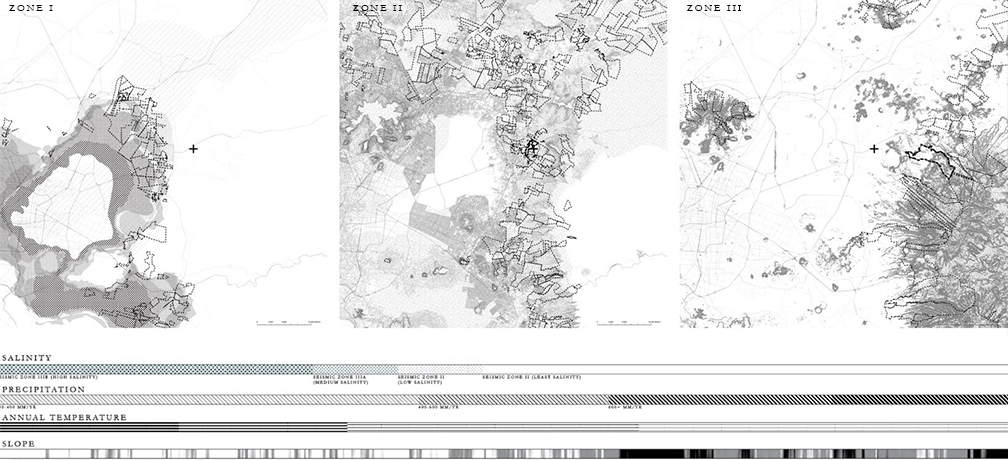 ZONE I
ZONE II
ZONE III
SALINITY
SEISMIC ZONE IIIB (HIGH SALINITY)
SEISMIC ZONE IIIA
(MEDIUM SALINITY)
SEISMIC ZONE II
(LOW SALINITY)
SEISMIC ZONE II (LEAST SALINITY)
PRECIPITATION
0-400 MM/YR
400-600 MM/YR
600+ MM/YR
ANNUAL TEMPERATURE
SLOPE